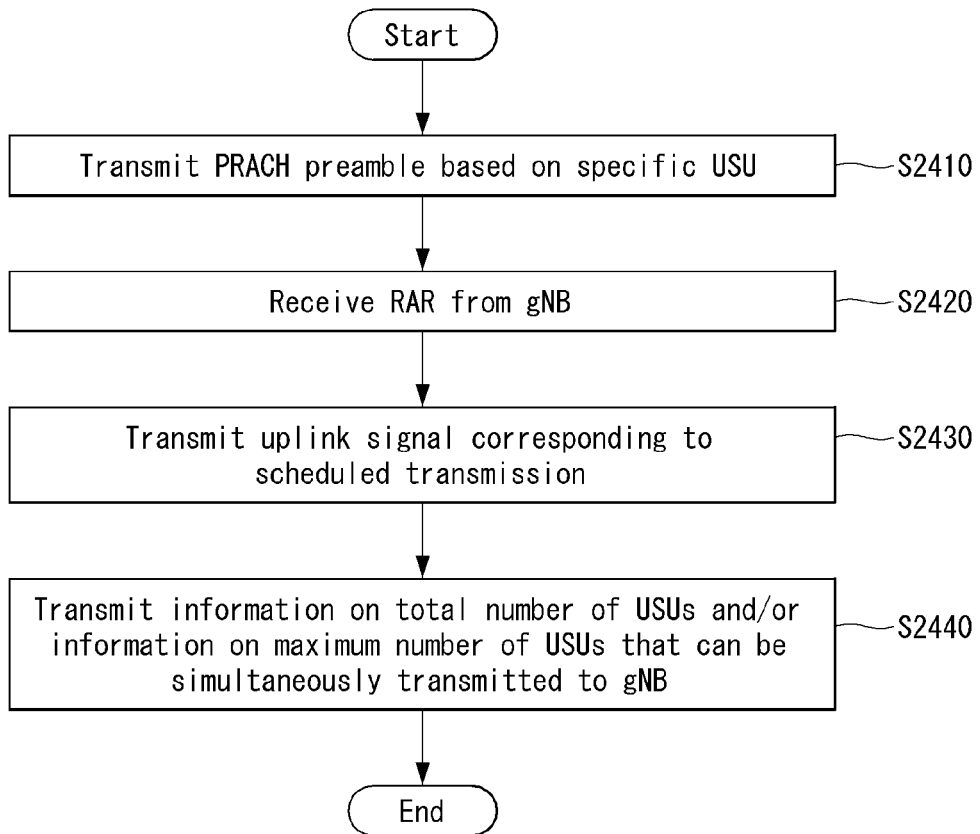 Start
Transmit PRACH preamble based on specific USU
S2410
Receive RAR from gNB
S2420
Transmit uplink signal corresponding to
scheduled transmission
S2430
Transmit information on total number of USUs and/or
information on maximum number of USUs that can be
simultaneously transmitted to gNB
S2440
End